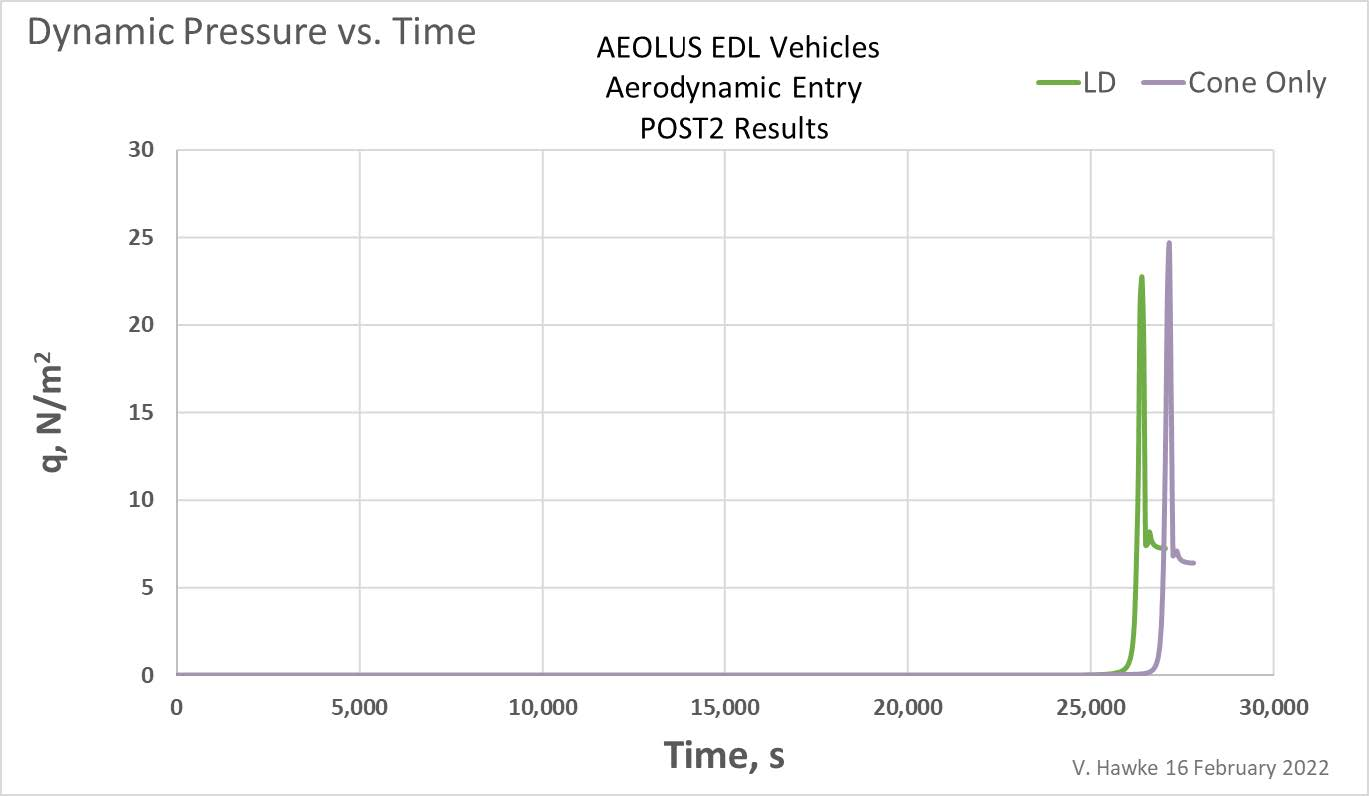 Dynamic Pressure vs. Time
AEOLUS EDL Vehicles
Aerodynamic Entry
POST2 Results
LD
Cone Only
30
25
20
15
10
5
0
q, N/m²
0
5,000
10,000
15,000
20,000
25,000
30,000
Time, s
V. Hawke 16 February 2022